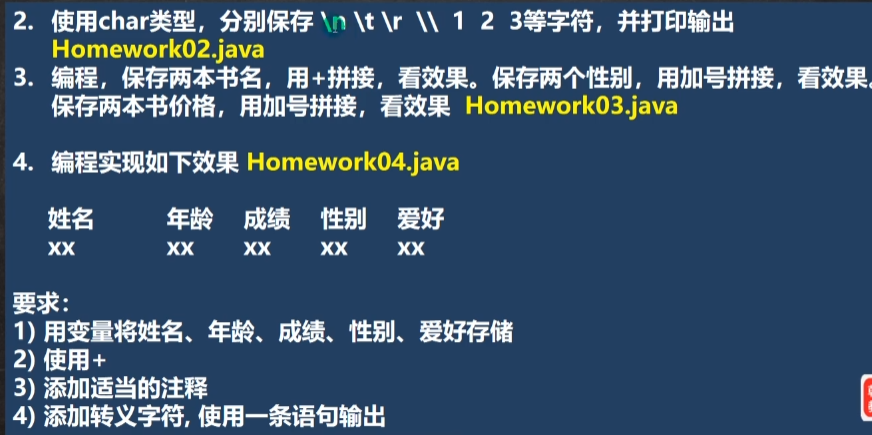 2. 使用char类型，分别保存 \n \t \r \\ 1 2 3等字符，并打印输出
Homework02.java
3. 编程，保存两本书名，用+拼接，看效果。保存两个性别，用加号拼接，看效果。
保存两本书价格，用加号拼接，看效果 Homework03.java
4. 编程实现如下效果 Homework04.java
姓名 年龄 成绩 性别 爱好
xx xx xx xx xx
要求：
1) 用变量将姓名、年龄、成绩、性别、爱好存储
2) 使用+
3) 添加适当的注释
4) 添加转义字符, 使用一条语句输出